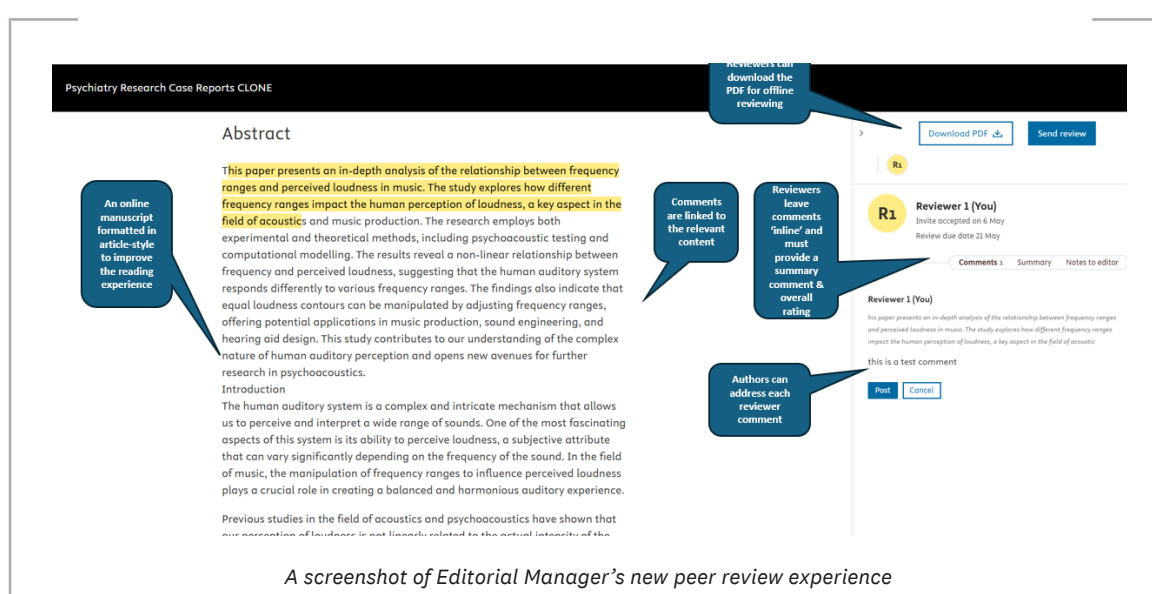 Psychiatry Research Case Reports CLONE
Reviewers can
download the
PDF for offline
reviewing
Abstract
This paper presents an in-depth analysis of the relationship between frequency
ranges and perceived loudness in music. The study explores how different
frequency ranges impact the human perception of loudness, a key aspect in the
field of acoustics and music production. The research employs both
experimental and theoretical methods, including psychoacoustic testing and
computational modelling. The results reveal a non-linear relationship between
frequency and perceived loudness, suggesting that the human auditory system
responds differently to various frequency ranges. The findings also indicate that
equal loudness contours can be manipulated by adjusting frequency ranges,
offering potential applications in music production, sound engineering, and
hearing aid design. This study contributes to our understanding of the complex
nature of human auditory perception and opens new avenues for further
research in psychoacoustics.
Introduction
The human auditory system is a complex and intricate mechanism that allows
us to perceive and interpret a wide range of sounds. One of the most fascinating
aspects of this system is its ability to perceive loudness, a subjective attribute
that can vary significantly depending on the frequency of the sound. In the field
of music, the manipulation of frequency ranges to influence perceived loudness
plays a crucial role in creating a balanced and harmonious auditory experience.
Previous studies in the field of acoustics and psychoacoustics have shown that
our perception of loudness is not linearly related to the actual intensity of the
An online
manuscript
formatted in
article-style
to improve
the reading
experience
Comments
are linked to
the relevant
content
Reviewers
leave
comments
‘inline’ and
must
provide a
summary
comment &
overall
rating
Authors can
address each
reviewer
comment
> Download PDF Send review
R1
R1
Reviewer 1 (You)
Invite accepted on 6 May
Review due date 21 May
Comments 1 Summary Notes to editor
Reviewer 1 (You)
his paper presents an in-depth analysis of the relationship between frequency ranges
and perceived loudness in music. The study explores how different frequency ranges
impact the human perception of loudness, a key aspect in the field of acoustic
this is a test comment
Post Cancel
A screenshot of Editorial Manager’s new peer review experience